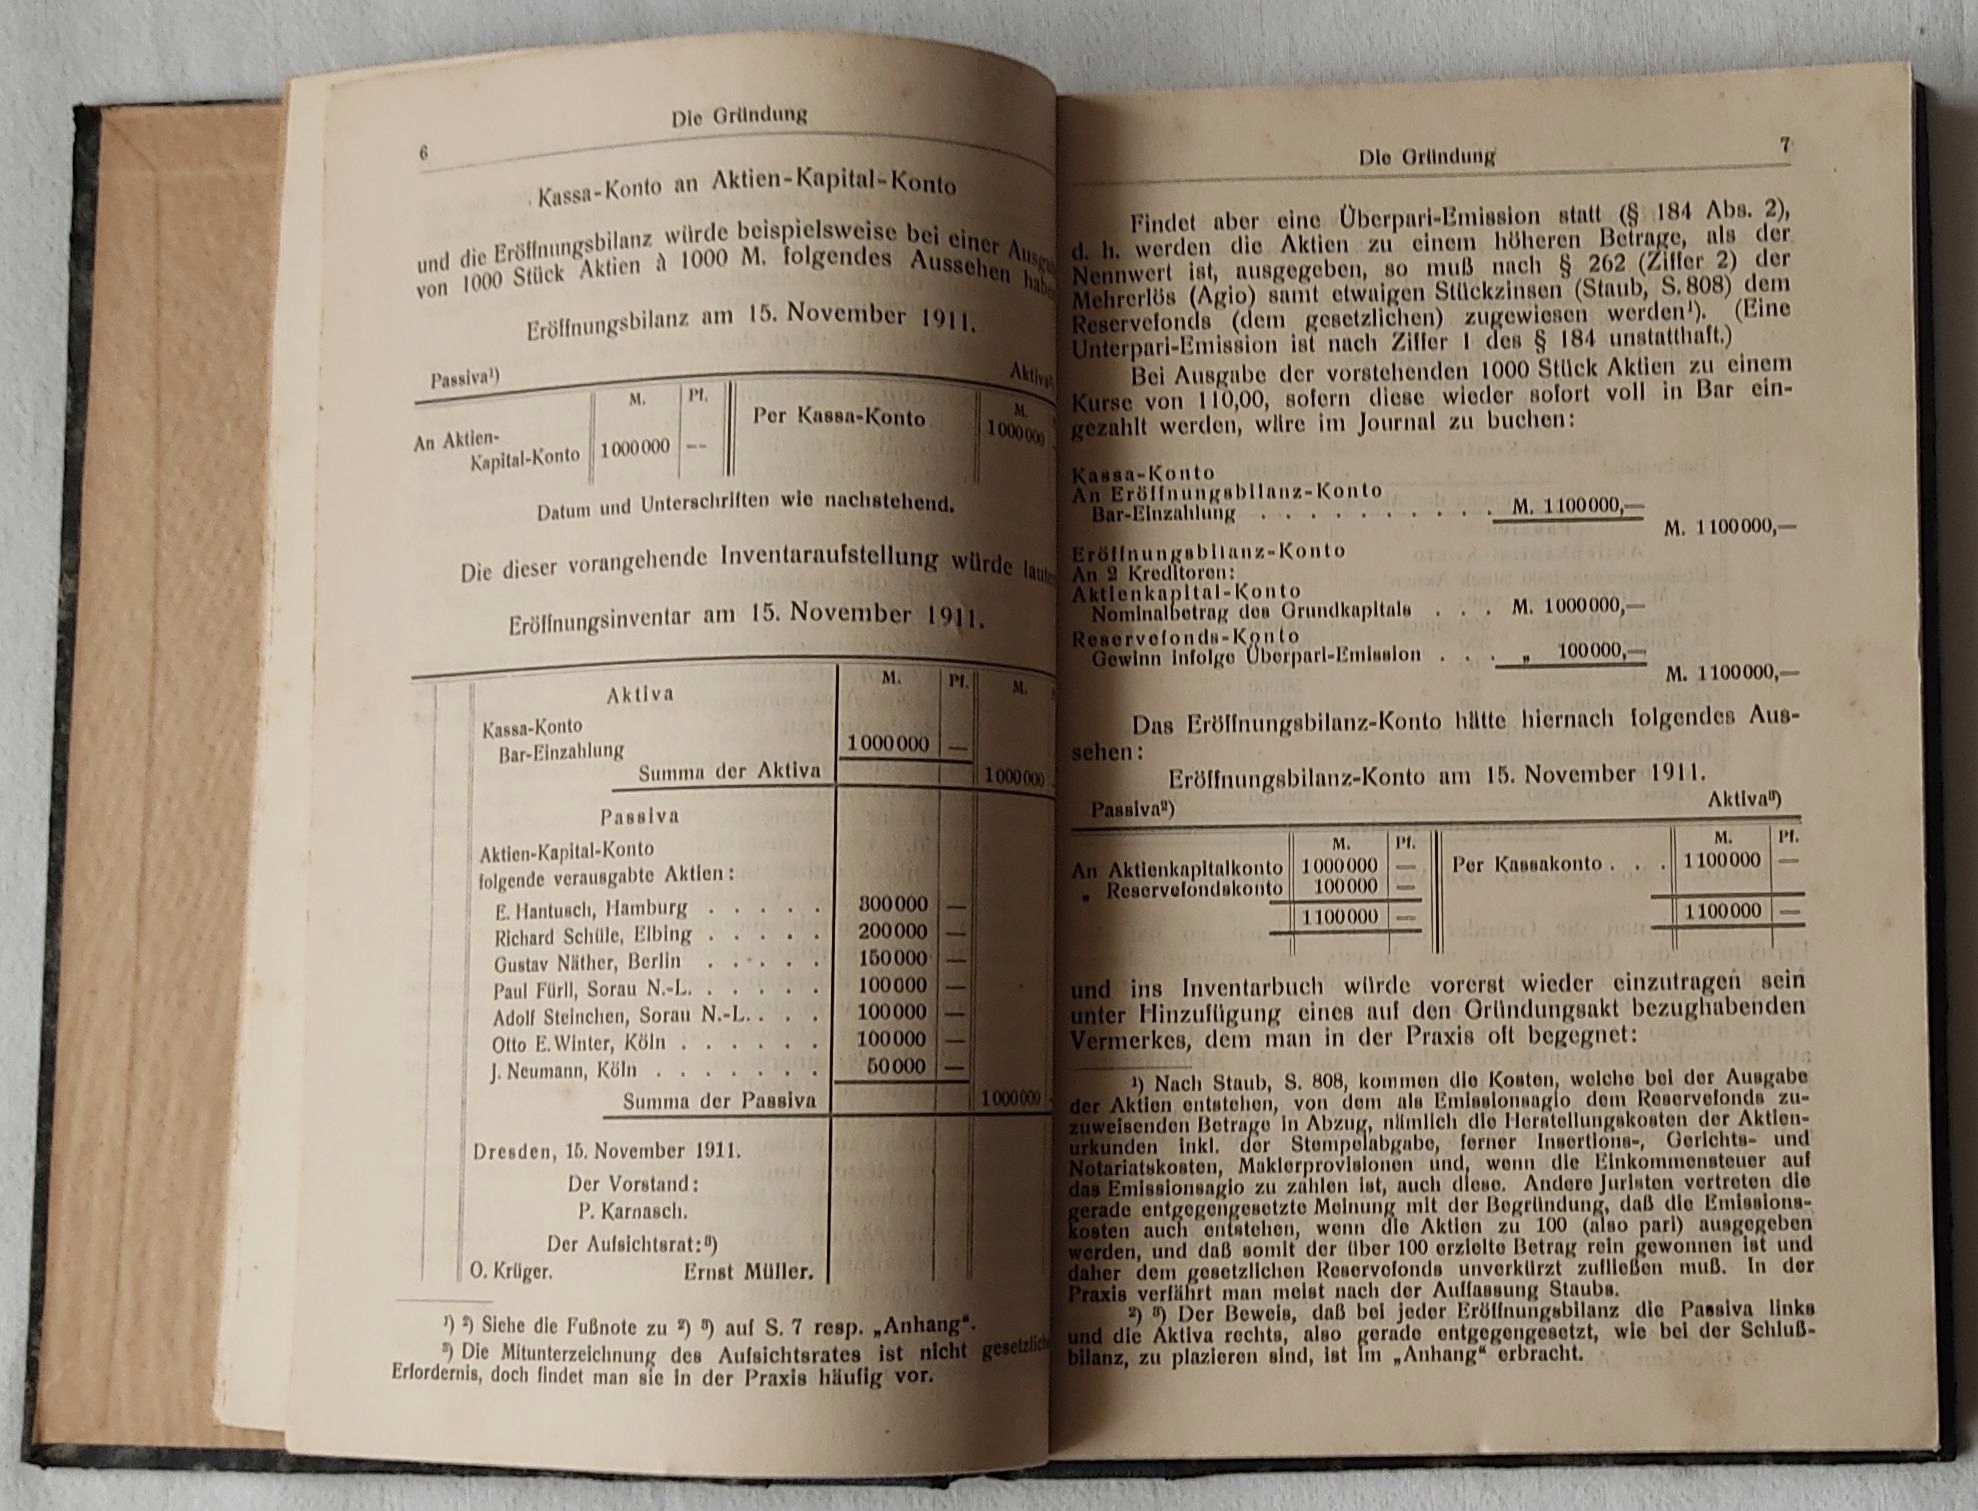 Die Gründung
6
Kassa-Konto an Aktien-Kapital-Konto
und die Eröffnungsbilanz würde beispielsweise bei einer
von 1000 Stück Aktien à 1000 M. folgendes Aussehen
Eröffnungsbilanz am 15. November 1911.
Passiva¹) Aktiva²)
M. Pf. M.
An Aktien- Per Kassa-Konto 1000000
Kapital-Konto 1000000 —
Datum und Unterschriften wie nachstehend.
Die dieser vorangehende Inventaraufstellung würde
Eröffnungsinventar am 15. November 1911.
M. Pf. M.
Aktiva
Kassa-Konto
Bar-Einzahlung 1000000 —
Summa der Aktiva 1000000
Passiva
Aktien-Kapital-Konto
folgende verausgabte Aktien:
E. Hantusch, Hamburg . . . . . 300000 —
Richard Schüle, Elbing . . . . . 200000 —
Gustav Näther, Berlin . . . . . 150000 —
Paul Fürll, Sorau N.-L. . . . . . 100000 —
Adolf Steinchen, Sorau N.-L. . . . 100000 —
Otto E. Winter, Köln . . . . . . 100000 —
J. Neumann, Köln . . . . . . . 50000 —
Summa der Passiva 1000000
Dresden, 15. November 1911.
Der Vorstand:
P. Karnasch.
Der Aufsichtsrat:³)
O. Krüger. Ernst Müller.
¹) ²) Siehe die Fußnote zu ²) ³) auf S. 7 resp. „Anhang“.
³) Die Mitunterzeichnung des Aufsichtsrates ist nicht
Erfordernis, doch findet man sie in der Praxis häufig vor.
Die Gründung 7
Findet aber eine Überpari-Emission statt (§ 184 Abs. 2),
d. h. werden die Aktien zu einem höheren Betrage, als der
Nennwert ist, ausgegeben, so muß nach § 262 (Ziffer 2) der
Mehrerlös (Agio) samt etwaigen Stückzinsen (Staub, S. 808) dem
Reservefonds (dem gesetzlichen) zugewiesen werden¹). (Eine
Unterpari-Emission ist nach Ziffer 1 des § 184 unstatthaft.)
Bei Ausgabe der vorstehenden 1000 Stück Aktien zu einem
Kurse von 110,00, sofern diese wieder sofort voll in Bar ein-
gezahlt werden, wäre im Journal zu buchen:
Kassa-Konto
An Eröffnungsbilanz-Konto
Bar-Einzahlung . . . . . . . . . . M. 1100000,—
M. 1100000,—
Eröffnungsbilanz-Konto
An 2 Kreditoren:
Aktienkapital-Konto
Nominalbetrag des Grundkapitals . . . M. 1000000,—
Reservefonds-Konto
Gewinn infolge Überpari-Emission . . . „ 100000,—
M. 1100000,—
Das Eröffnungsbilanz-Konto hätte hiernach folgendes Aus-
sehen:
Eröffnungsbilanz-Konto am 15. November 1911.
Passiva²) Aktiva³)
M. Pf. M. Pf.
An Aktienkapitalkonto 1000000 — Per Kassakonto . . . 1100000 —
„ Reservefondskonto 100000 —
1100000 — 1100000 —
und ins Inventarbuch würde vorerst wieder einzutragen sein
unter Hinzufügung eines auf den Gründungsakt bezughabenden
Vermerkes, dem man in der Praxis oft begegnet:
¹) Nach Staub, S. 808, kommen die Kosten, welche bei der Ausgabe
der Aktien entstehen, von dem als Emissionsagio dem Reservefonds zu-
zuweisenden Betrage in Abzug, nämlich die Herstellungskosten der Aktien-
urkunden inkl. der Stempelabgabe, ferner Insertions-, Gerichts- und
Notariatskosten, Maklerprovisionen und, wenn die Einkommensteuer auf
das Emissionsagio zu zahlen ist, auch diese. Andere Juristen vertreten die
gerade entgegengesetzte Meinung mit der Begründung, daß die Emissions-
kosten auch entstehen, wenn die Aktien zu 100 (also pari) ausgegeben
werden, und daß somit der über 100 erzielte Betrag rein gewonnen ist und
daher dem gesetzlichen Reservefonds unverkürzt zufließen muß. In der
Praxis verfährt man meist nach der Auffassung Staubs.
²) ³) Der Beweis, daß bei jeder Eröffnungsbilanz die Passiva links
und die Aktiva rechts, also gerade entgegengesetzt, wie bei der Schluß-
bilanz, zu plazieren sind, ist im „Anhang“ erbracht.